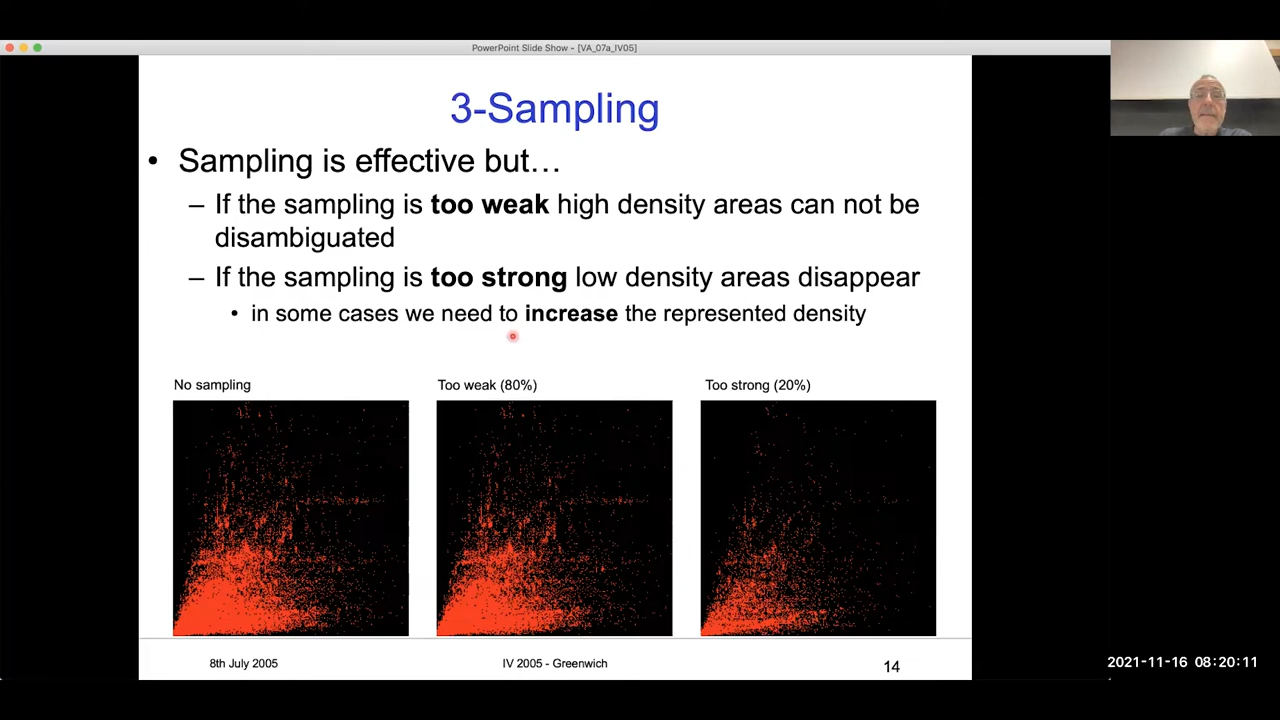 PowerPoint Slide Show - [VA_07a_IV05]
3-Sampling
• Sampling is effective but…
– If the sampling is too weak high density areas can not be
disambiguated
– If the sampling is too strong low density areas disappear
• in some cases we need to increase the represented density
No sampling
Too weak (80%)
Too strong (20%)
8th July 2005
IV 2005 - Greenwich
14
2021-11-16 08:20:11